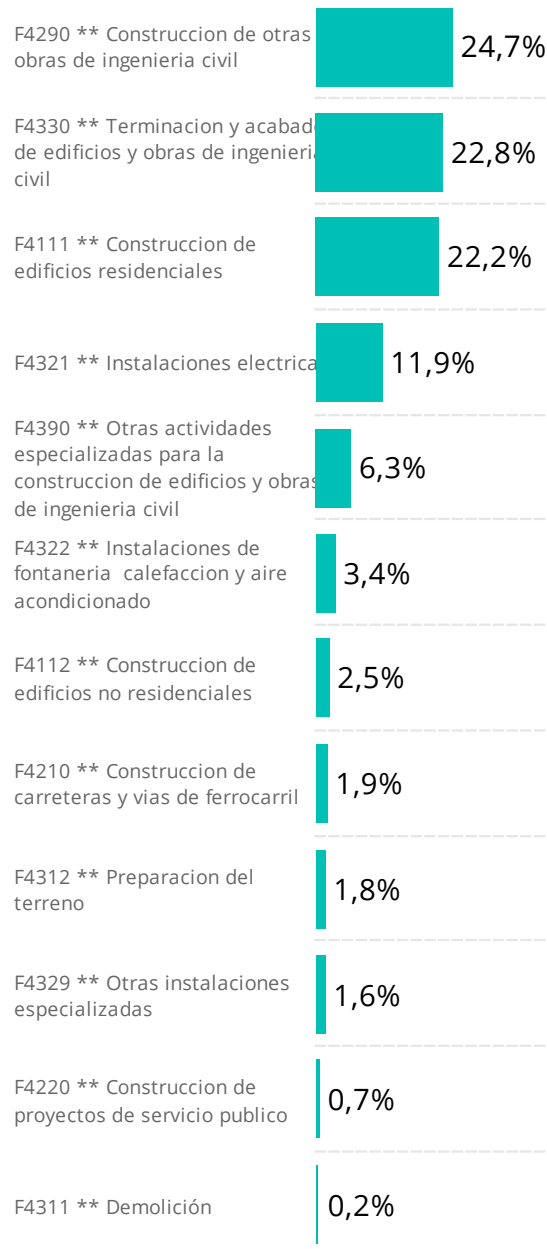 F4290 ** Construccion de otras
obras de ingenieria civil
24,7%
F4330 ** Terminacion y acabado
de edificios y obras de ingenieria
civil
22,8%
F4111 ** Construccion de
edificios residenciales
22,2%
F4321 ** Instalaciones electrica
11,9%
F4390 ** Otras actividades
especializadas para la
construccion de edificios y obras
de ingenieria civil
6,3%
F4322 ** Instalaciones de
fontaneria  calefaccion y aire
acondicionado
3,4%
F4112 ** Construccion de
edificios no residenciales
2,5%
F4210 ** Construccion de
carreteras y vias de ferrocarril
1,9%
F4312 ** Preparacion del
terreno
1,8%
F4329 ** Otras instalaciones
especializadas
1,6%
F4220 ** Construccion de
proyectos de servicio publico
0,7%
F4311 ** Demolición
0,2%